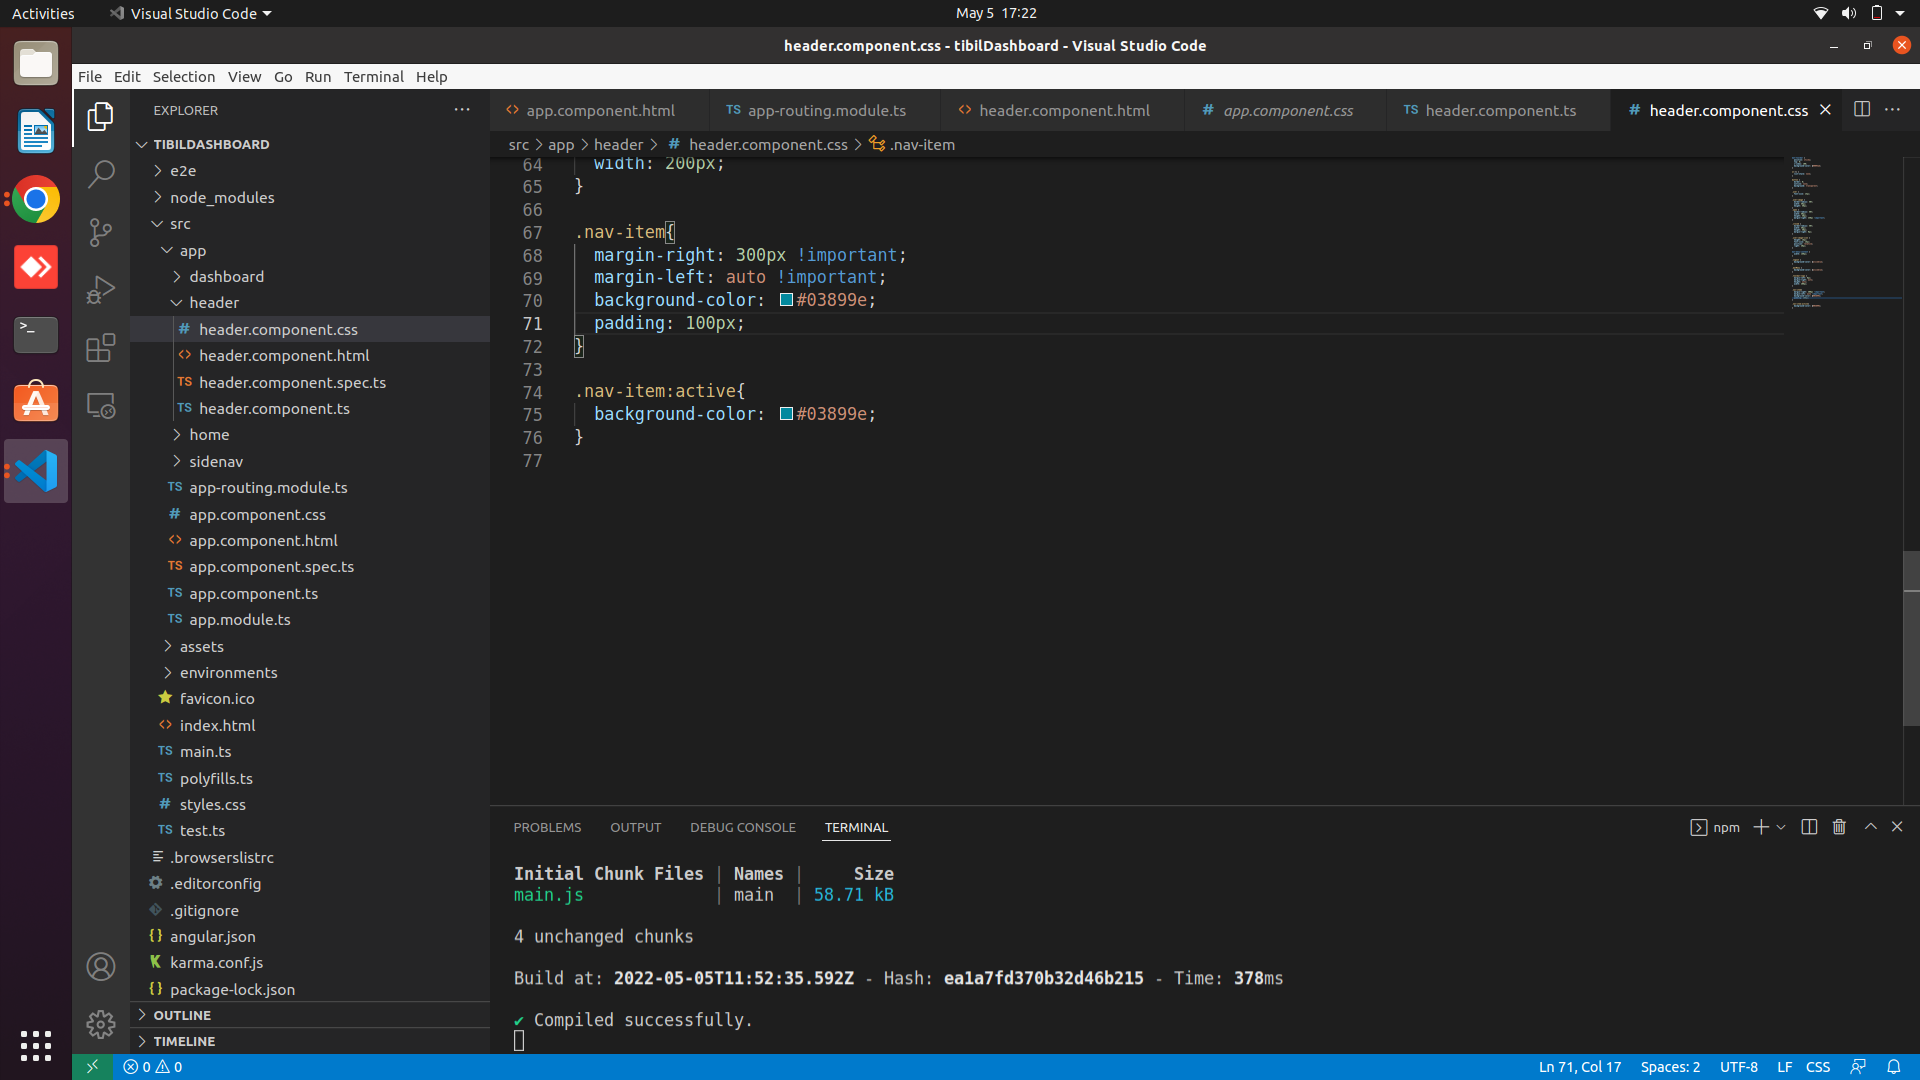 Activities
Visual Studio Code
May 5 17:22
header.component.css - tibilDashboard - Visual Studio Code
File Edit Selection View Go Run Terminal Help
EXPLORER
TIBILDASHBOARD
e2e
node_modules
src
app
dashboard
header
header.component.css
header.component.html
header.component.spec.ts
header.component.ts
home
sidenav
app-routing.module.ts
app.component.css
app.component.html
app.component.spec.ts
app.component.ts
app.module.ts
assets
environments
favicon.ico
index.html
main.ts
polyfills.ts
styles.css
test.ts
.browserslistrc
.editorconfig
.gitignore
angular.json
karma.conf.js
package-lock.json
OUTLINE
TIMELINE
app.component.html
app-routing.module.ts
header.component.html
app.component.css
header.component.ts
header.component.css
src > app > header > # header.component.css > .nav-item
64 width: 200px;
65 }
66
67 .nav-item{
68 margin-right: 300px !important;
69 margin-left: auto !important;
70 background-color: #03899e;
71 padding: 100px;
72 }
73
74 .nav-item:active{
75 background-color: #03899e;
76 }
77
PROBLEMS OUTPUT DEBUG CONSOLE TERMINAL
npm
Initial Chunk Files | Names | Size
main.js | main | 58.71 kB
4 unchanged chunks
Build at: 2022-05-05T11:52:35.592Z - Hash: ea1a7fd370b32d46b215 - Time: 378ms
✔ Compiled successfully.
0 0
Ln 71, Col 17 Spaces: 2 UTF-8 LF CSS